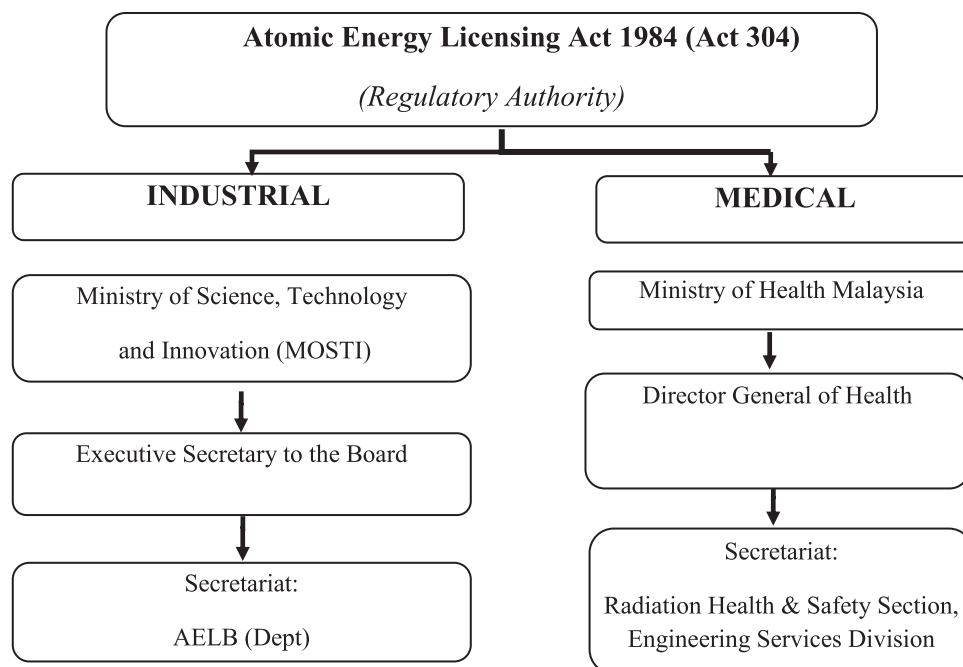 Atomic Energy Licensing Act 1984 (Act 304)
(Regulatory Authority)
INDUSTRIAL
MEDICAL
Ministry of Science, Technology
and Innovation (MOSTI)
Ministry of Health Malaysia
Executive Secretary to the Board
Director General of Health
Secretariat:
AELB (Dept)
Secretariat:
Radiation Health & Safety Section,
Engineering Services Division